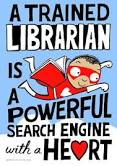 A TRAINED
LIBRARIAN
IS
A
POWERFUL
SEARCH ENGINE
with a HEART